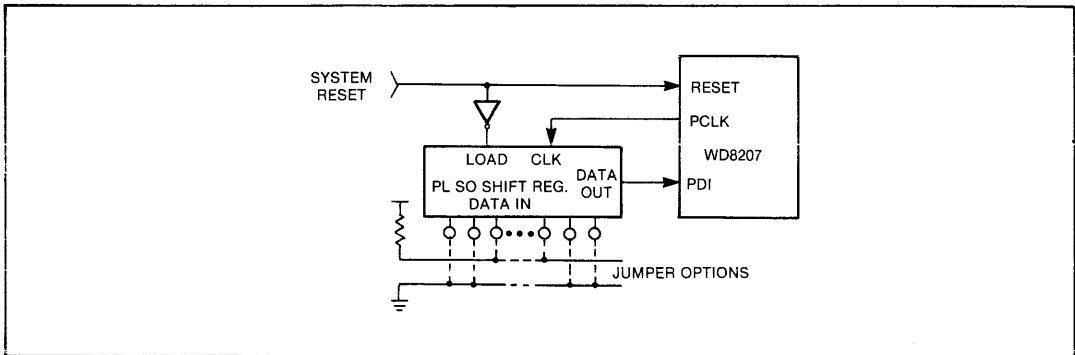 SYSTEM
RESET
RESET
PCLK
WD8207
PDI
LOAD CLK
PL SO SHIFT REG.
DATA IN
DATA
OUT
JUMPER OPTIONS